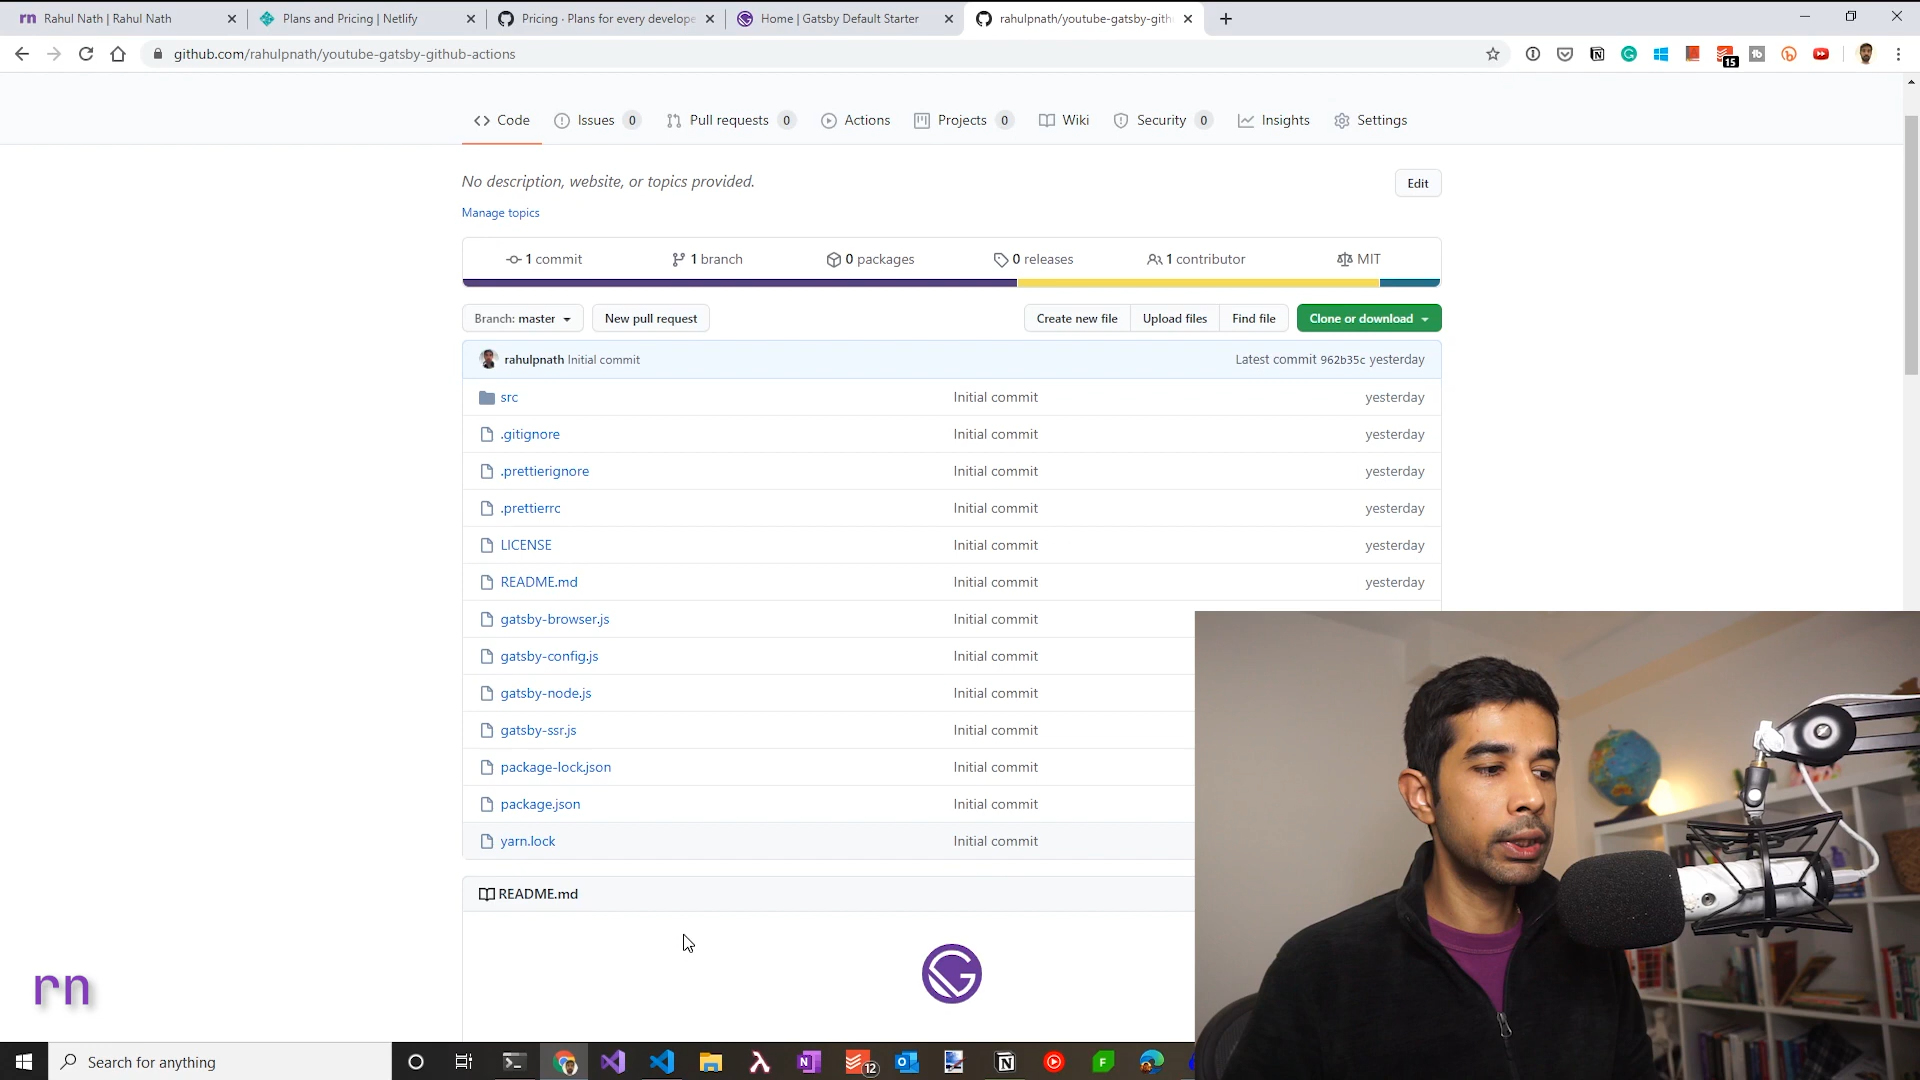 rn Rahul Nath | Rahul Nath
Plans and Pricing | Netlify
Pricing · Plans for every develope
Home | Gatsby Default Starter
rahulpnath/youtube-gatsby-gith
github.com/rahulpnath/youtube-gatsby-github-actions
15
Code
Issues 0
Pull requests 0
Actions
Projects 0
Wiki
Security 0
Insights
Settings
No description, website, or topics provided.
Edit
Manage topics
1 commit
1 branch
0 packages
0 releases
1 contributor
MIT
Branch: master
New pull request
Create new file
Upload files
Find file
Clone or download
rahulpnath Initial commit
Latest commit 962b35c yesterday
src Initial commit yesterday
.gitignore Initial commit yesterday
.prettierignore Initial commit yesterday
.prettierrc Initial commit yesterday
LICENSE Initial commit yesterday
README.md Initial commit yesterday
gatsby-browser.js Initial commit
gatsby-config.js Initial commit
gatsby-node.js Initial commit
gatsby-ssr.js Initial commit
package-lock.json Initial commit
package.json Initial commit
yarn.lock Initial commit
README.md
rn
Search for anything
12